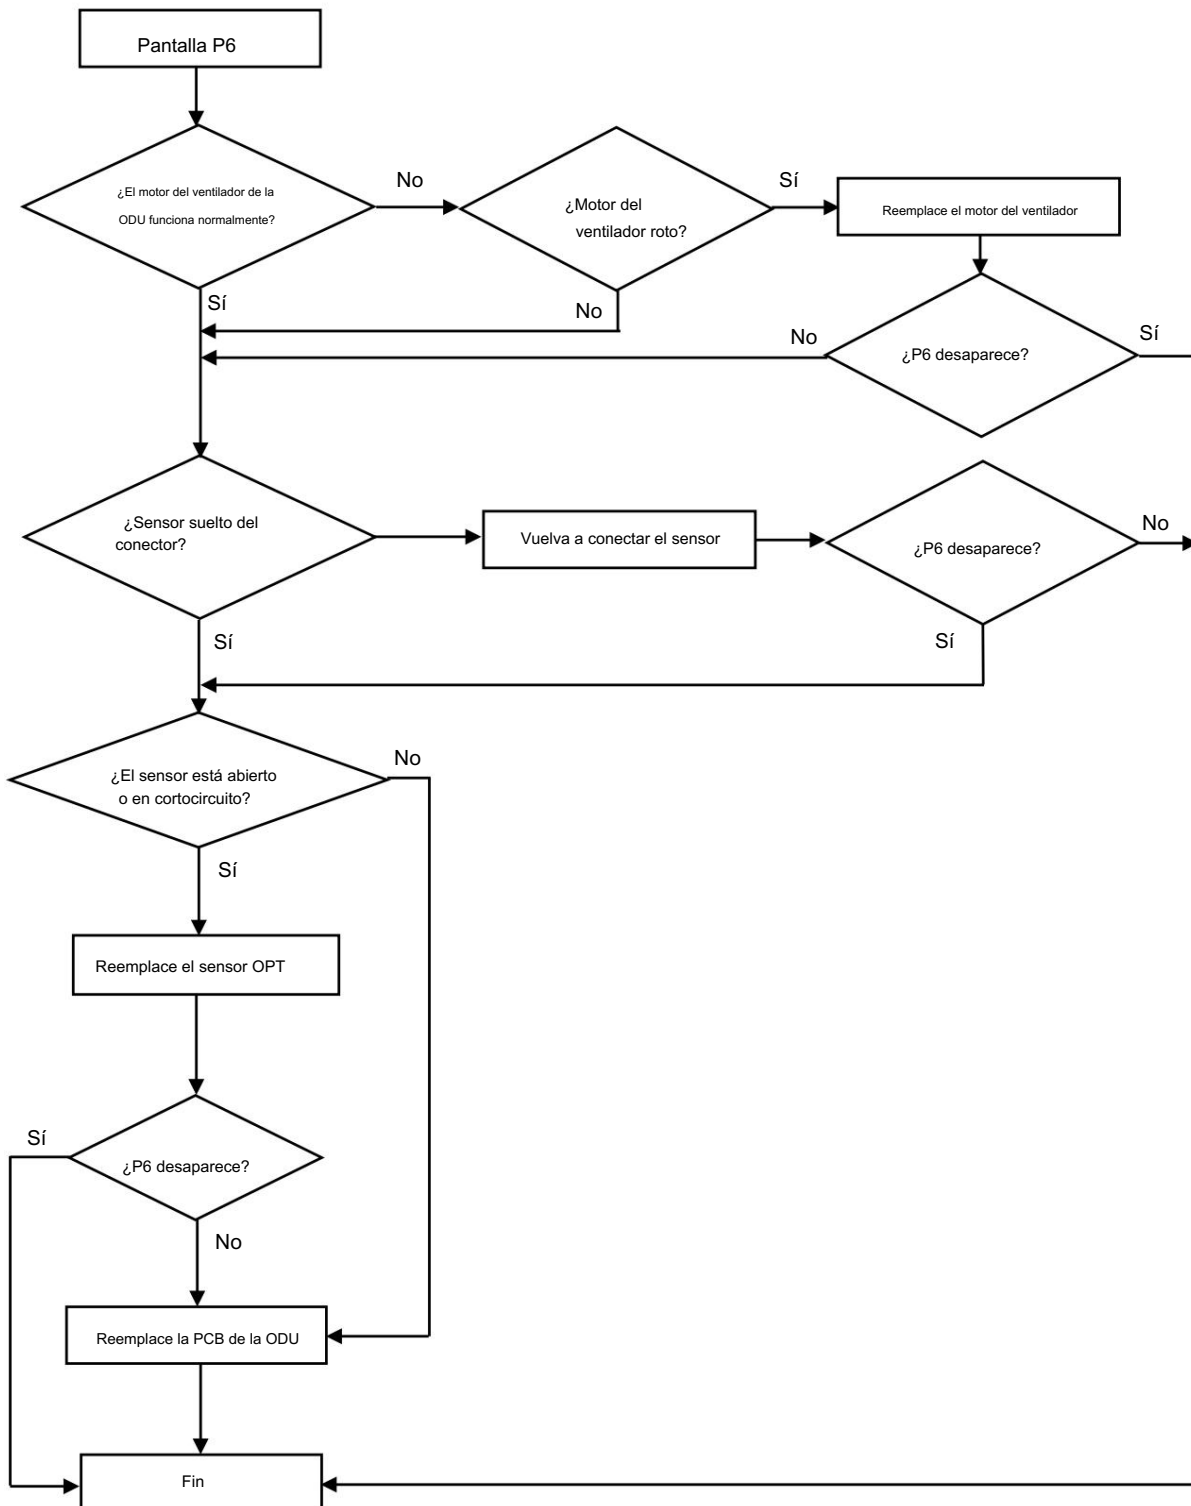 Pantalla P6
¿El motor del ventilador de la
ODU funciona normalmente?
No
¿Motor del
ventilador roto?
Sí
Reemplace el motor del ventilador
Sí
No
No
¿P6 desaparece?
Sí
¿Sensor suelto del
conector?
Vuelva a conectar el sensor
¿P6 desaparece?
No
Sí
Sí
¿El sensor está abierto
o en cortocircuito?
No
Sí
Reemplace el sensor OPT
Sí
¿P6 desaparece?
No
Reemplace la PCB de la ODU
Fin